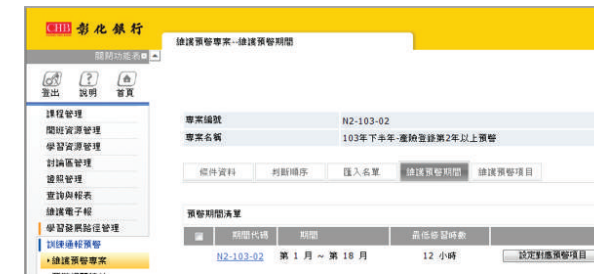 CHB 彰化銀行
關閉功能表
維護預警專案--維護預警期間
登出 說明 首頁
課程管理
開班資源管理
學習資源管理
討論區管理
證照管理
查詢與報表
維護電子報
學習發展路徑管理
訓練通報預警
維護預警專案
專案編號 N2-103-02
專案名稱 103年下半年-產險登錄第2年以上預警
條件資料 判斷順序 匯入名單 維護預警期間 維護預警項目
預警期間清單
期間代碼 期間 最低修習時數
N2-103-02 第 1 月 ~ 第 18 月 12 小時 設定對應預警項目